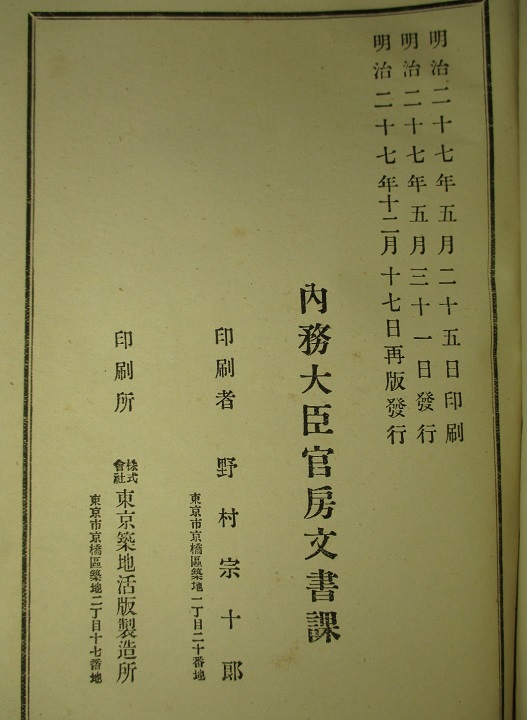 明治二十七年五月二十五日印刷
明治二十七年五月三十一日發行
明治二十七年十二月十七日再版發行
內務大臣官房文書課
印刷者 野村宗十郎
東京市京橋區築地一丁目二十番地
印刷所 株式會社 東京築地活版製造所
東京市京橋區築地二丁目十七番地